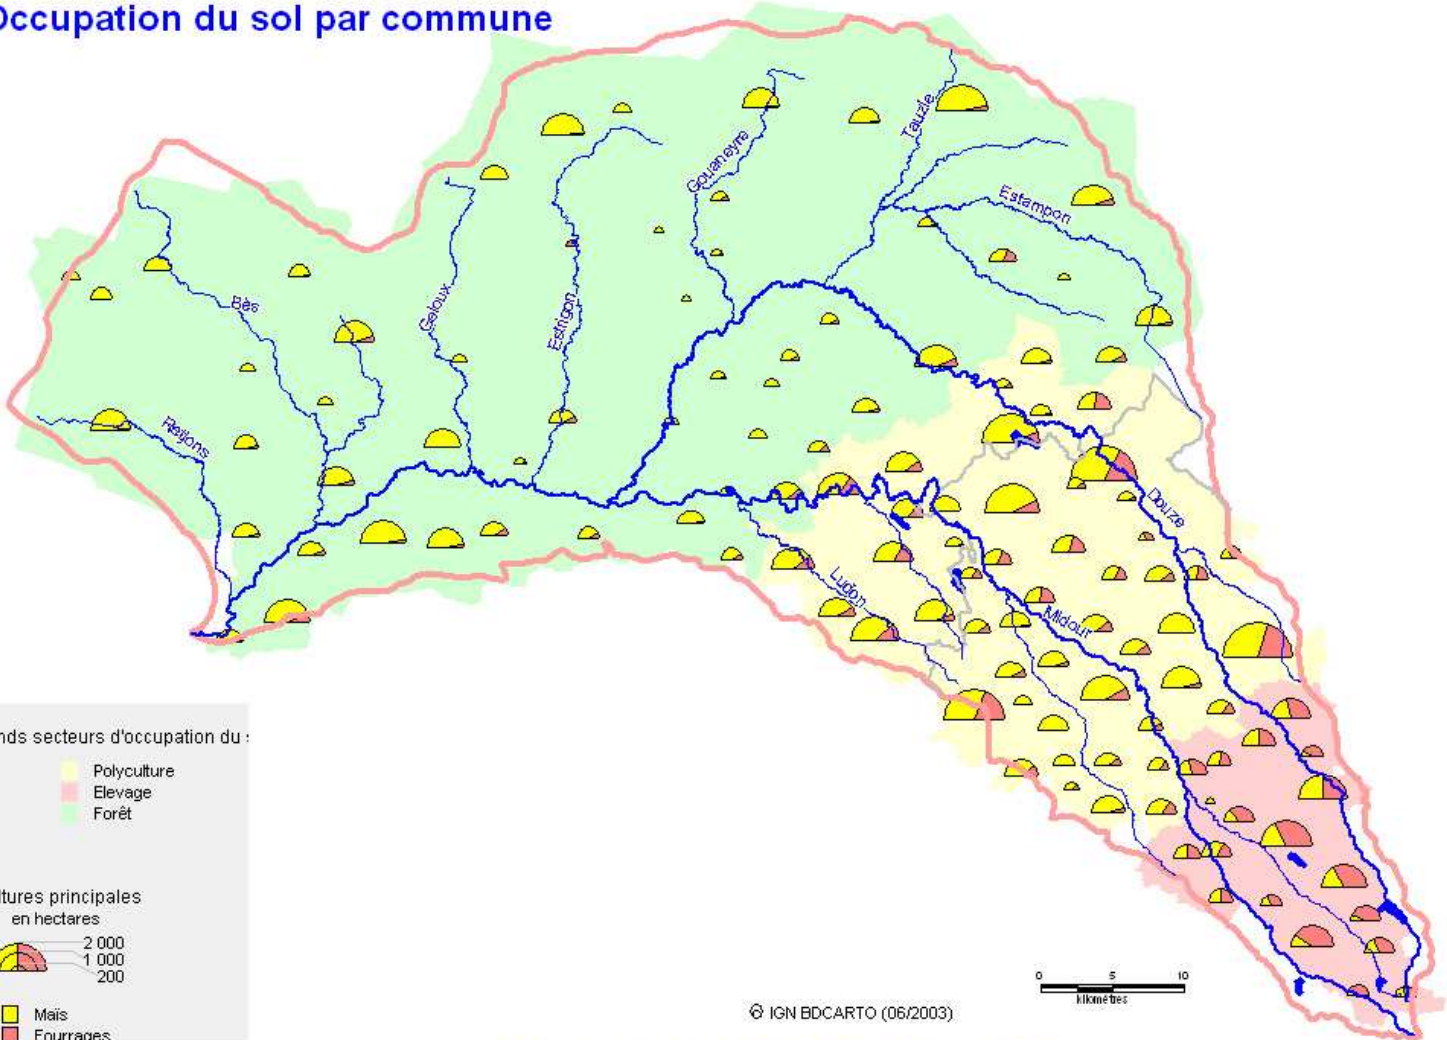 Occupation du sol par commune
Tauzie
Gouaneyre
Estampon
Bès
Geloux
Estrigon
Retjons
Douze
Ludon
Midour
nds secteurs d'occupation du s
Polyculture
Elevage
Forêt
ltures principales
en hectares
2 000
1 000
200
Maïs
Fourrages
0 5 10
kilomètres
© IGN BDCARTO (06/2003)